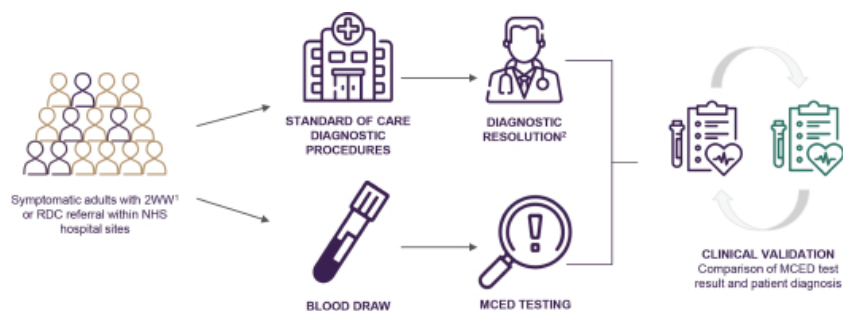 Symptomatic adults with 2WW¹
or RDC referral within NHS
hospital sites
STANDARD OF CARE
DIAGNOSTIC
PROCEDURES
DIAGNOSTIC
RESOLUTION²
BLOOD DRAW
MCED TESTING
CLINICAL VALIDATION
Comparison of MCED test
result and patient diagnosis